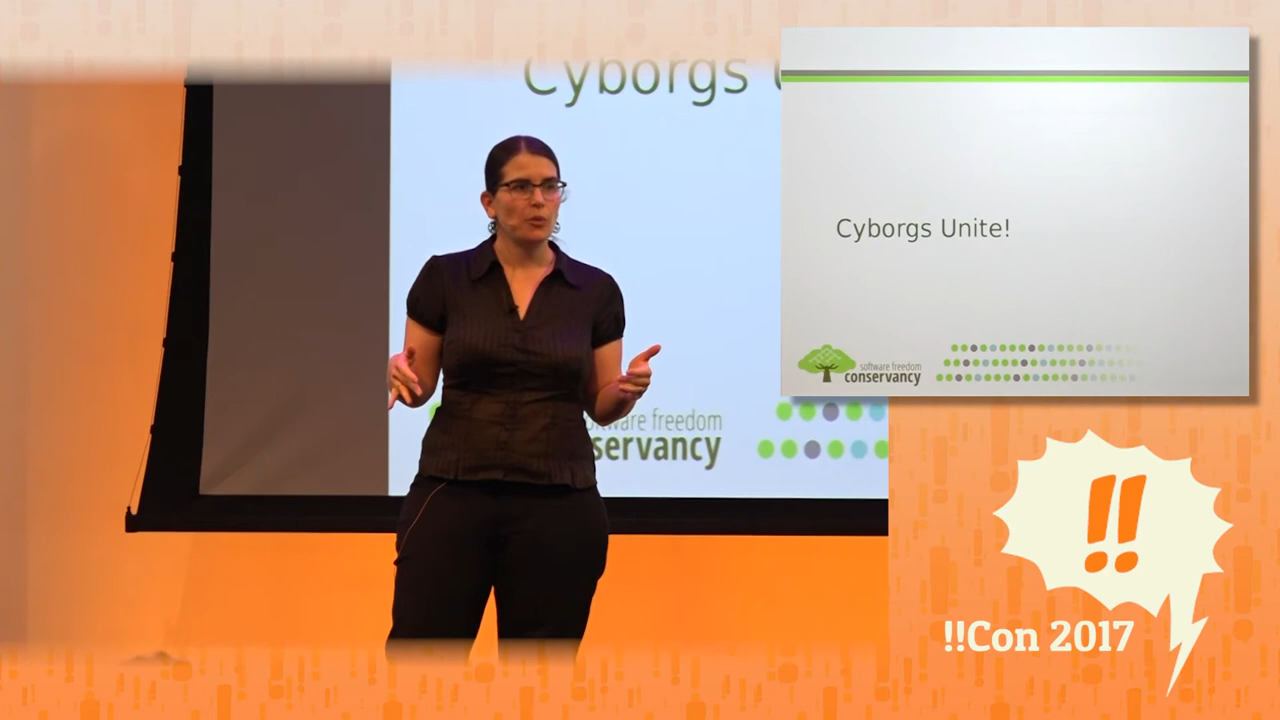 Cyborgs
Cyborgs Unite!
software freedom
conservancy
software freedom
conservancy
!!
!!Con 2017